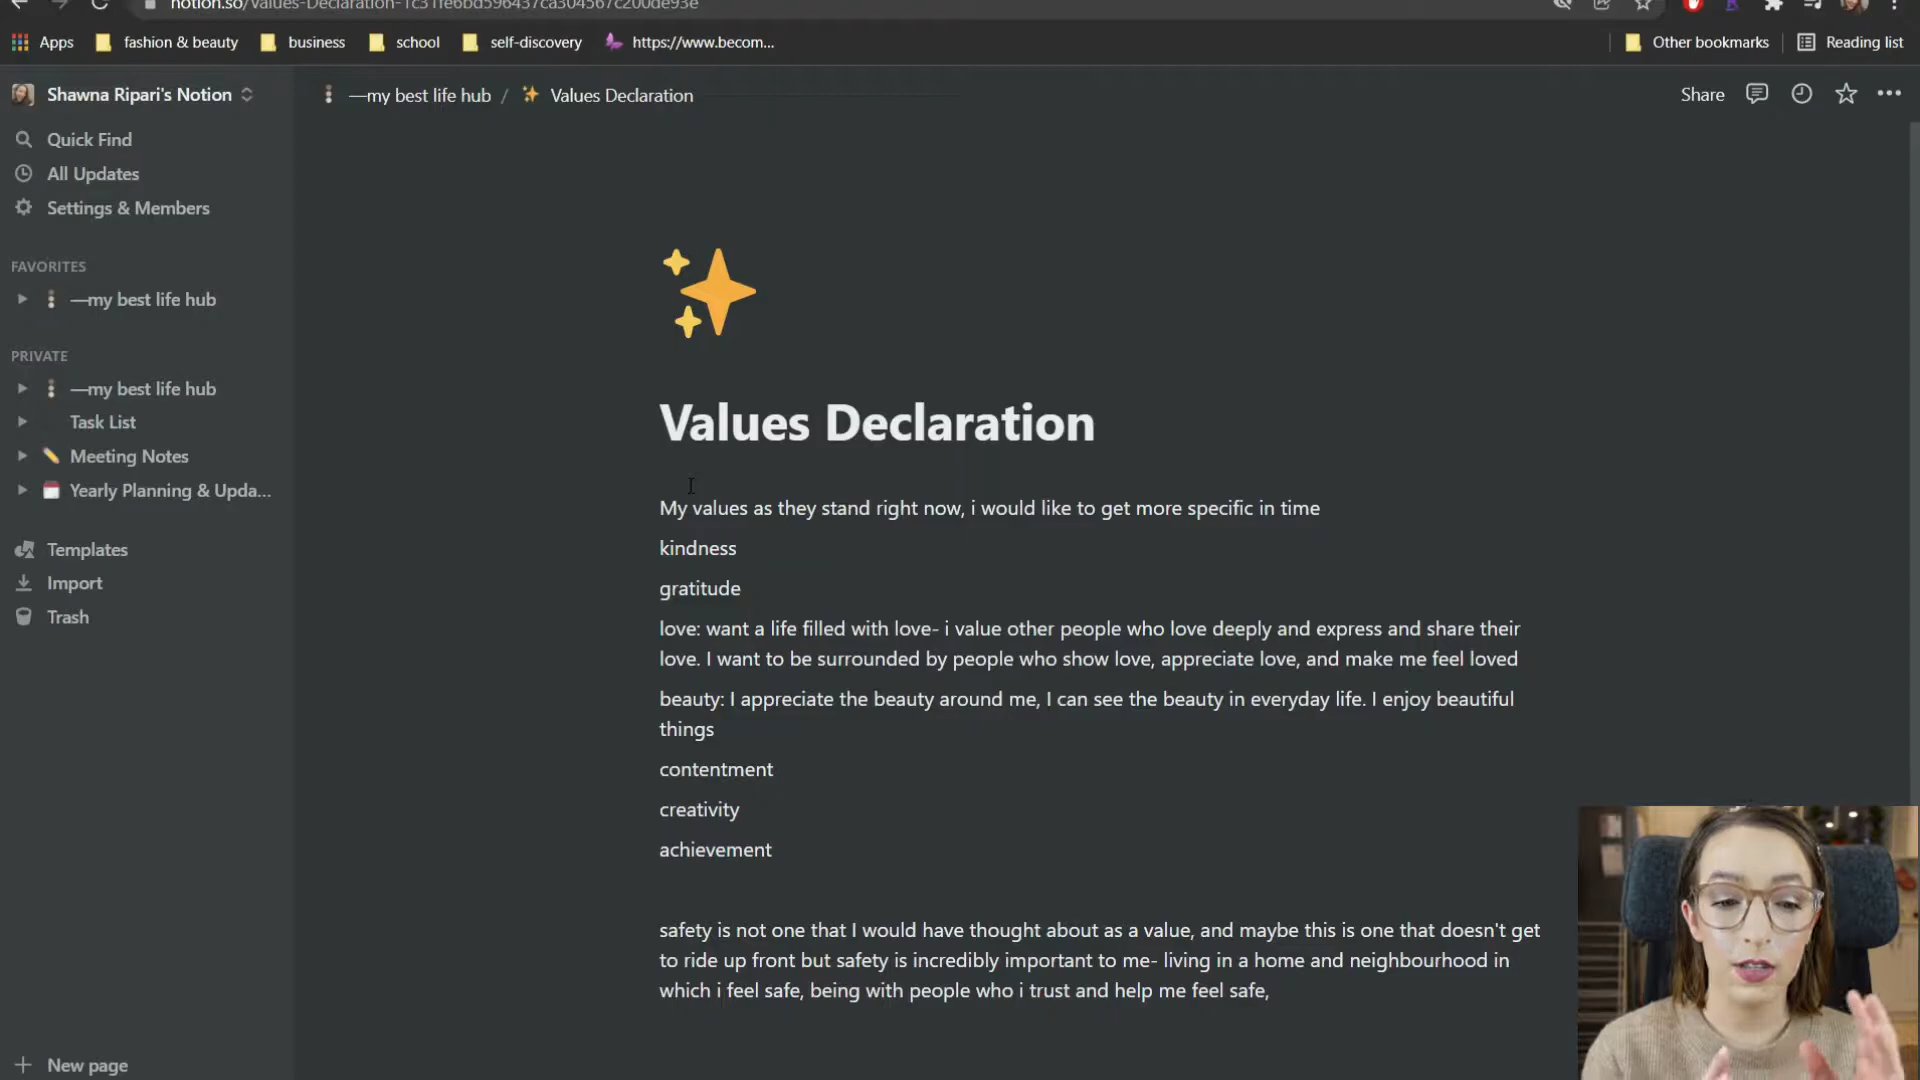 notion.so/Values-Declaration-1c31fe6bd596437ca304567c200de93e
Apps
fashion & beauty
business
school
self-discovery
https://www.becom...
Other bookmarks
Reading list
Shawna Ripari's Notion
—my best life hub / Values Declaration
Share
Quick Find
All Updates
Settings & Members
FAVORITES
—my best life hub
PRIVATE
—my best life hub
Task List
Meeting Notes
Yearly Planning & Upda...
Templates
Import
Trash
New page
Values Declaration
My values as they stand right now, i would like to get more specific in time
kindness
gratitude
love: want a life filled with love- i value other people who love deeply and express and share their
love. I want to be surrounded by people who show love, appreciate love, and make me feel loved
beauty: I appreciate the beauty around me, I can see the beauty in everyday life. I enjoy beautiful
things
contentment
creativity
achievement
safety is not one that I would have thought about as a value, and maybe this is one that doesn't get
to ride up front but safety is incredibly important to me- living in a home and neighbourhood in
which i feel safe, being with people who i trust and help me feel safe,